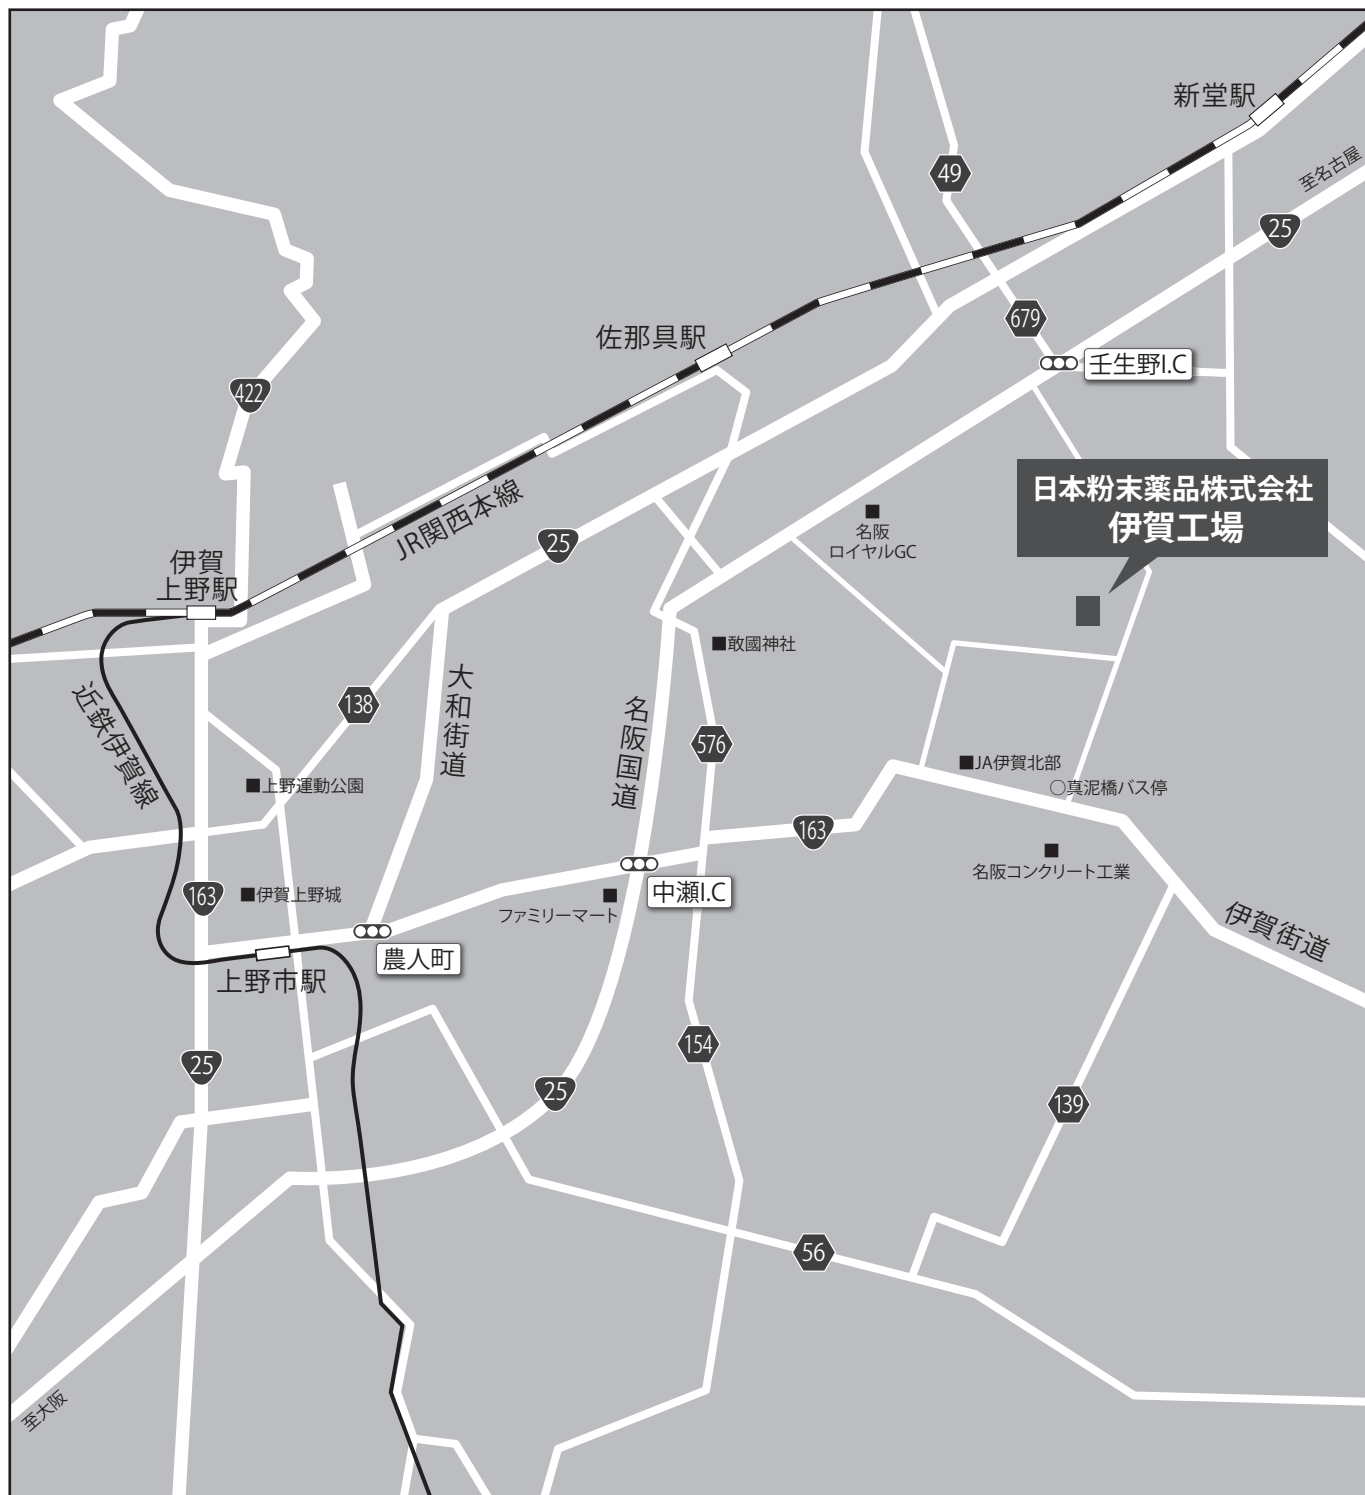 新堂駅
至名古屋
49
25
679
佐那具駅
壬生野I.C
422
日本粉末薬品株式会社
伊賀工場
名阪
ロイヤルGC
JR関西本線
25
伊賀
上野駅
敢國神社
大和街道
近鉄伊賀線
138
名阪国道
576
JA伊賀北部
上野運動公園
○真泥橋バス停
163
名阪コンクリート工業
163
伊賀上野城
中瀬I.C
ファミリーマート
伊賀街道
農人町
上野市駅
154
25
25
139
56
至大阪